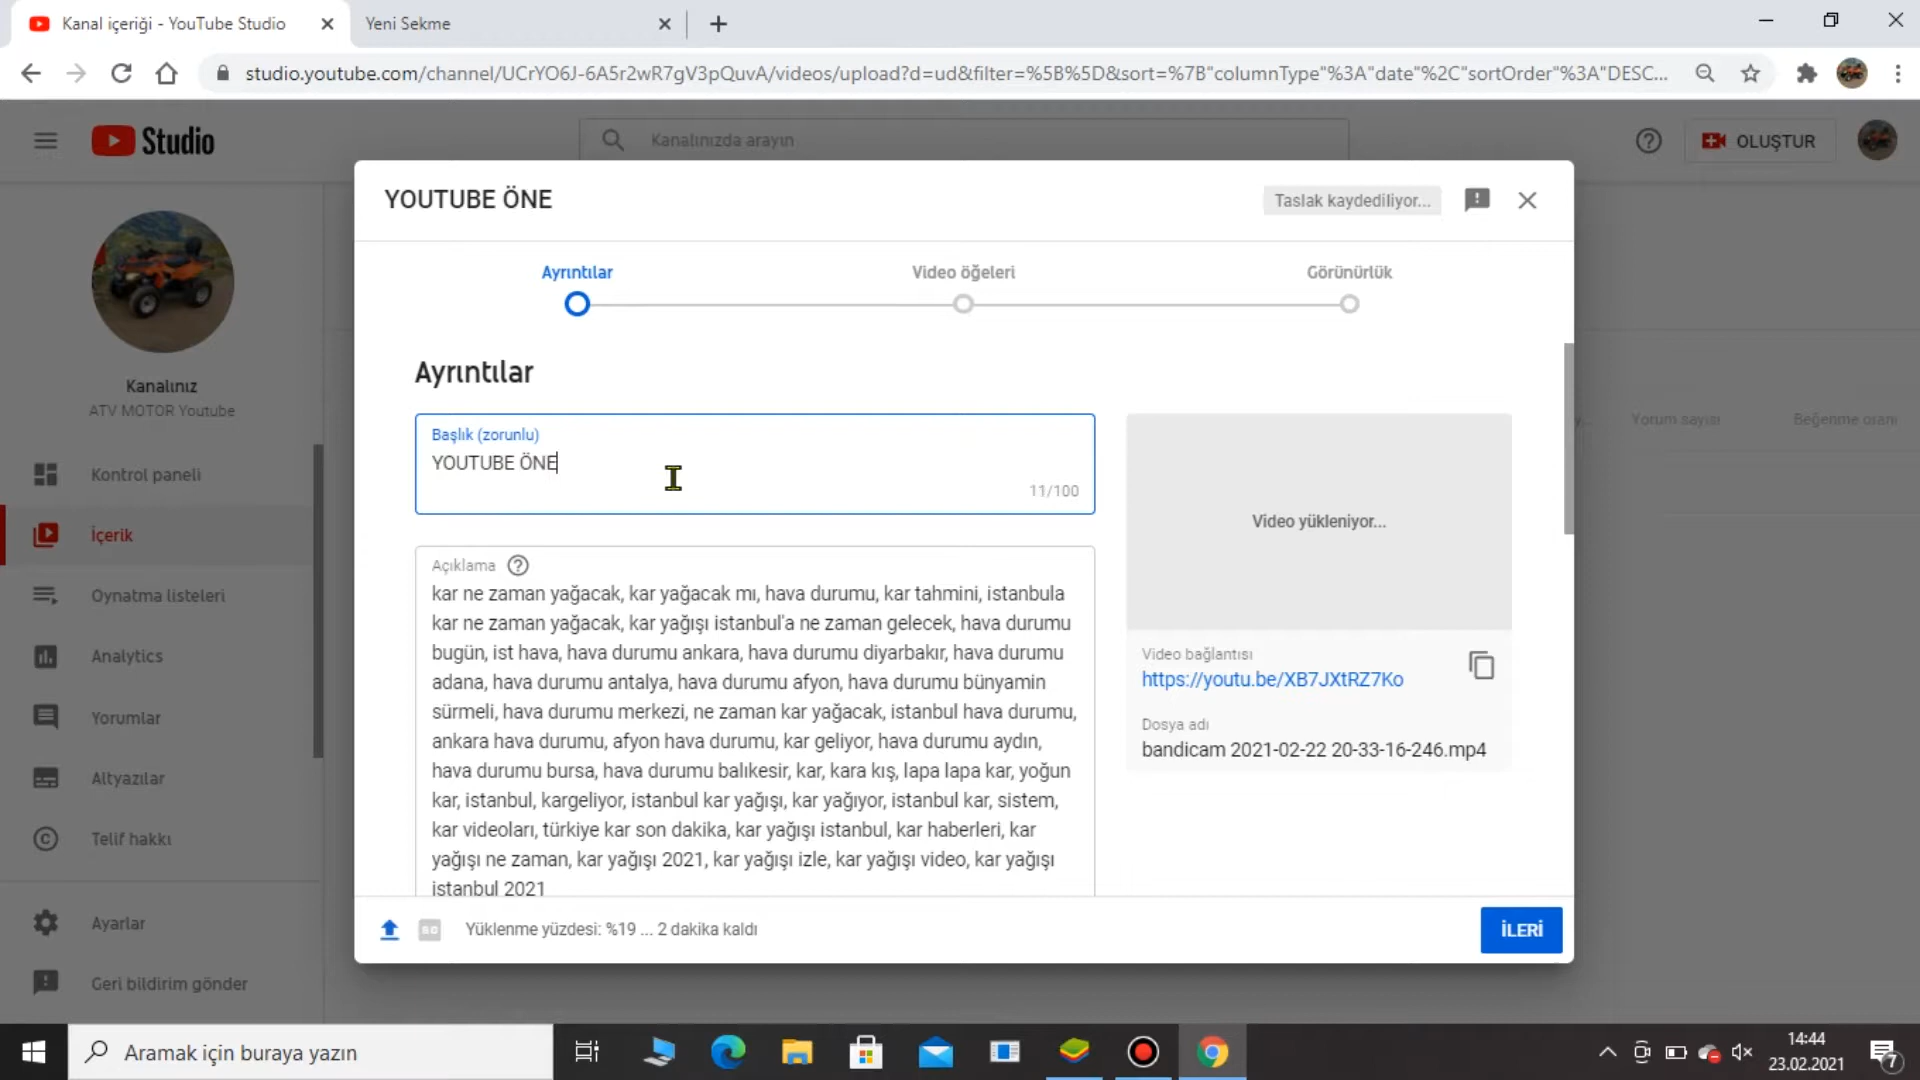 Kanal içeriği - YouTube Studio
Yeni Sekme
studio.youtube.com/channel/UCrYO6J-6A5r2wR7gV3pQuvA/videos/upload?d=ud&filter=%5B%5D&sort=%7B"columnType"%3A"date"%2C"sortOrder"%3A"DESC...
Studio
Kanalınızda arayın
OLUŞTUR
YOUTUBE ÖNE
Taslak kaydediliyor...
Ayrıntılar
Video öğeleri
Görünürlük
Kanalınız
ATV MOTOR Youtube
Kontrol paneli
İçerik
Oynatma listeleri
Analytics
Yorumlar
Altyazılar
Telif hakkı
Ayarlar
Geri bildirim gönder
Ayrıntılar
Başlık (zorunlu)
YOUTUBE ÖNE
11/100
Açıklama
kar ne zaman yağacak, kar yağacak mı, hava durumu, kar tahmini, istanbula
kar ne zaman yağacak, kar yağışı istanbul'a ne zaman gelecek, hava durumu
bugün, ist hava, hava durumu ankara, hava durumu diyarbakır, hava durumu
adana, hava durumu antalya, hava durumu afyon, hava durumu bünyamin
sürmeli, hava durumu merkezi, ne zaman kar yağacak, istanbul hava durumu,
ankara hava durumu, afyon hava durumu, kar geliyor, hava durumu aydın,
hava durumu bursa, hava durumu balıkesir, kar, kara kış, lapa lapa kar, yoğun
kar, istanbul, kargeliyor, istanbul kar yağışı, kar yağıyor, istanbul kar, sistem,
kar videoları, türkiye kar son dakika, kar yağışı istanbul, kar haberleri, kar
yağışı ne zaman, kar yağışı 2021, kar yağışı izle, kar yağışı video, kar yağışı
istanbul 2021
Video yükleniyor...
Video bağlantısı
https://youtu.be/XB7JXtRZ7Ko
Dosya adı
bandicam 2021-02-22 20-33-16-246.mp4
Yorum sayısı
Beğenme oranı
SD
Yüklenme yüzdesi: %19 ... 2 dakika kaldı
İLERİ
Aramak için buraya yazın
14:44
23.02.2021
7